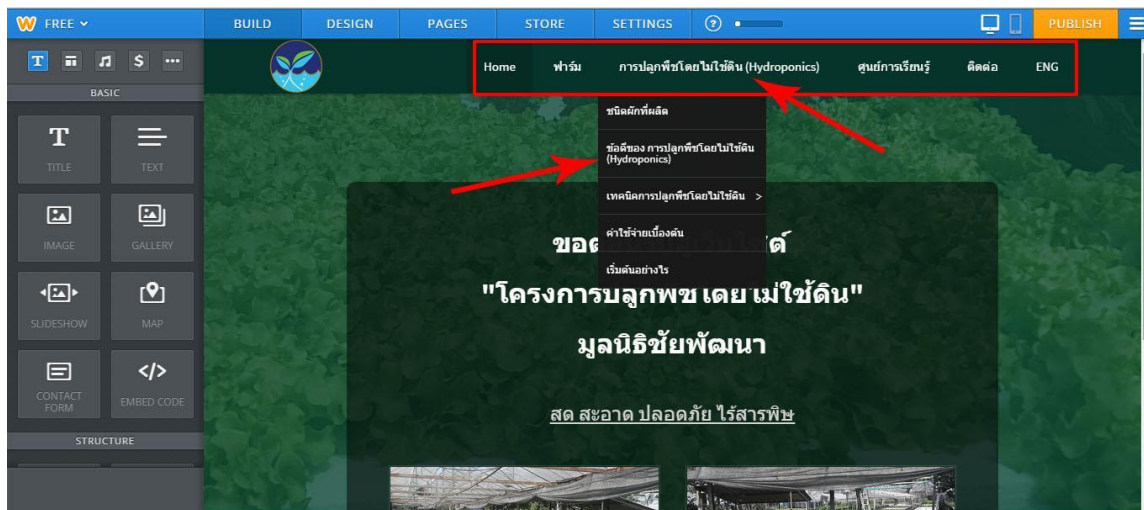 FREE
BUILD
DESIGN
PAGES
STORE
SETTINGS
?
PUBLISH
T
$
BASIC
T
TITLE
TEXT
IMAGE
GALLERY
SLIDESHOW
MAP
CONTACT
FORM
</>
EMBED CODE
STRUCTURE
Home
ฟาร์ม
การปลูกพืชโดยไม่ใช้ดิน (Hydroponics)
ศูนย์การเรียนรู้
ติดต่อ
ENG
ชนิดผักที่ผลิต
ข้อดีของ การปลูกพืชโดยไม่ใช้ดิน
(Hydroponics)
เทคนิคการปลูกพืชโดยไม่ใช้ดิน >
ค่าใช้จ่ายเบื้องต้น
เริ่มต้นอย่างไร
"โครงการปลูกพืชโดยไม่ใช้ดิน"
มูลนิธิชัยพัฒนา
สด สะอาด ปลอดภัย ไร้สารพิษ